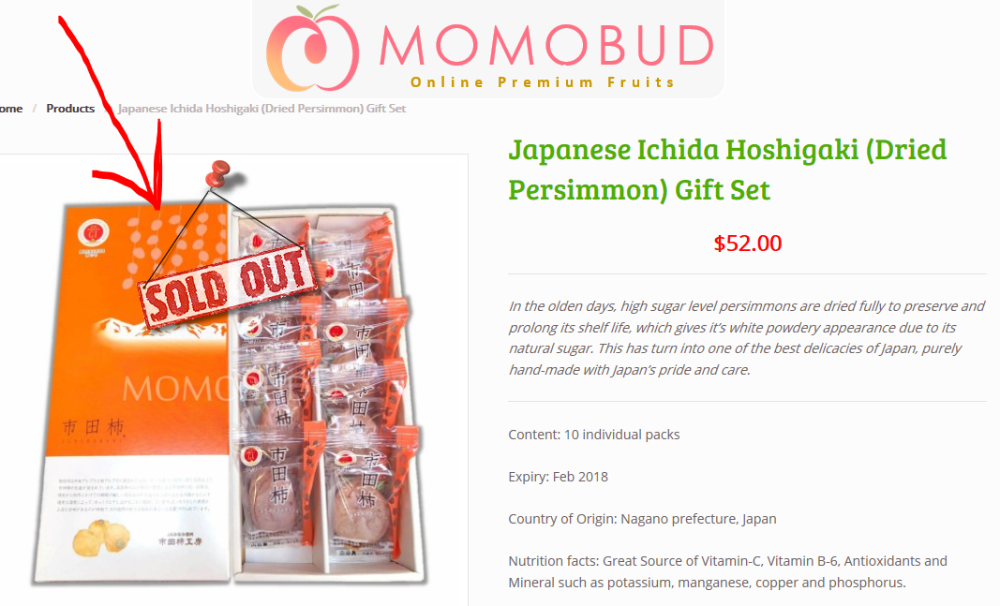 MOMOBUD
Online Premium Fruits
ome / Products
Japanese Ichida Hoshigaki (Dried Persimmon) Gift Set
Japanese Ichida Hoshigaki (Dried
Persimmon) Gift Set
$52.00
SOLD OUT
MOMOBUD
市田柿
市田柿
市田柿
市田柿
市田柿工房
In the olden days, high sugar level persimmons are dried fully to preserve and
prolong its shelf life, which gives it's white powdery appearance due to its
natural sugar. This has turn into one of the best delicacies of Japan, purely
hand-made with Japan's pride and care.
Content: 10 individual packs
Expiry: Feb 2018
Country of Origin: Nagano prefecture, Japan
Nutrition facts: Great Source of Vitamin-C, Vitamin B-6, Antioxidants and
Mineral such as potassium, manganese, copper and phosphorus.